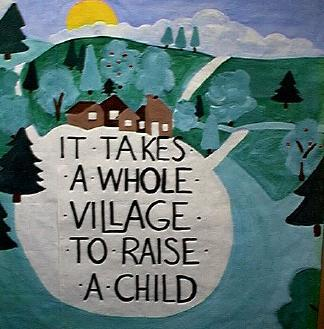 IT TAKES
· A WHOLE ·
· VILLAGE ·
· TO RAISE ·
· A CHILD